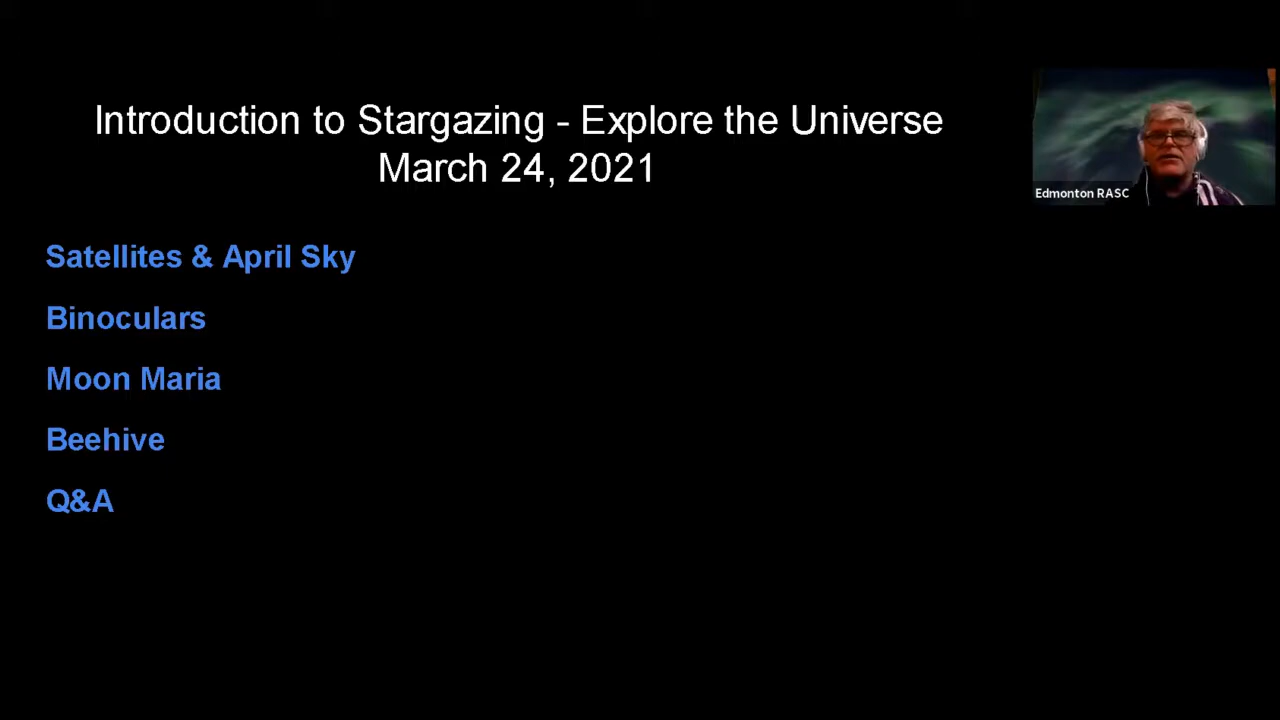 Introduction to Stargazing - Explore the Universe
March 24, 2021
Edmonton RASC
Satellites & April Sky
Binoculars
Moon Maria
Beehive
Q&A